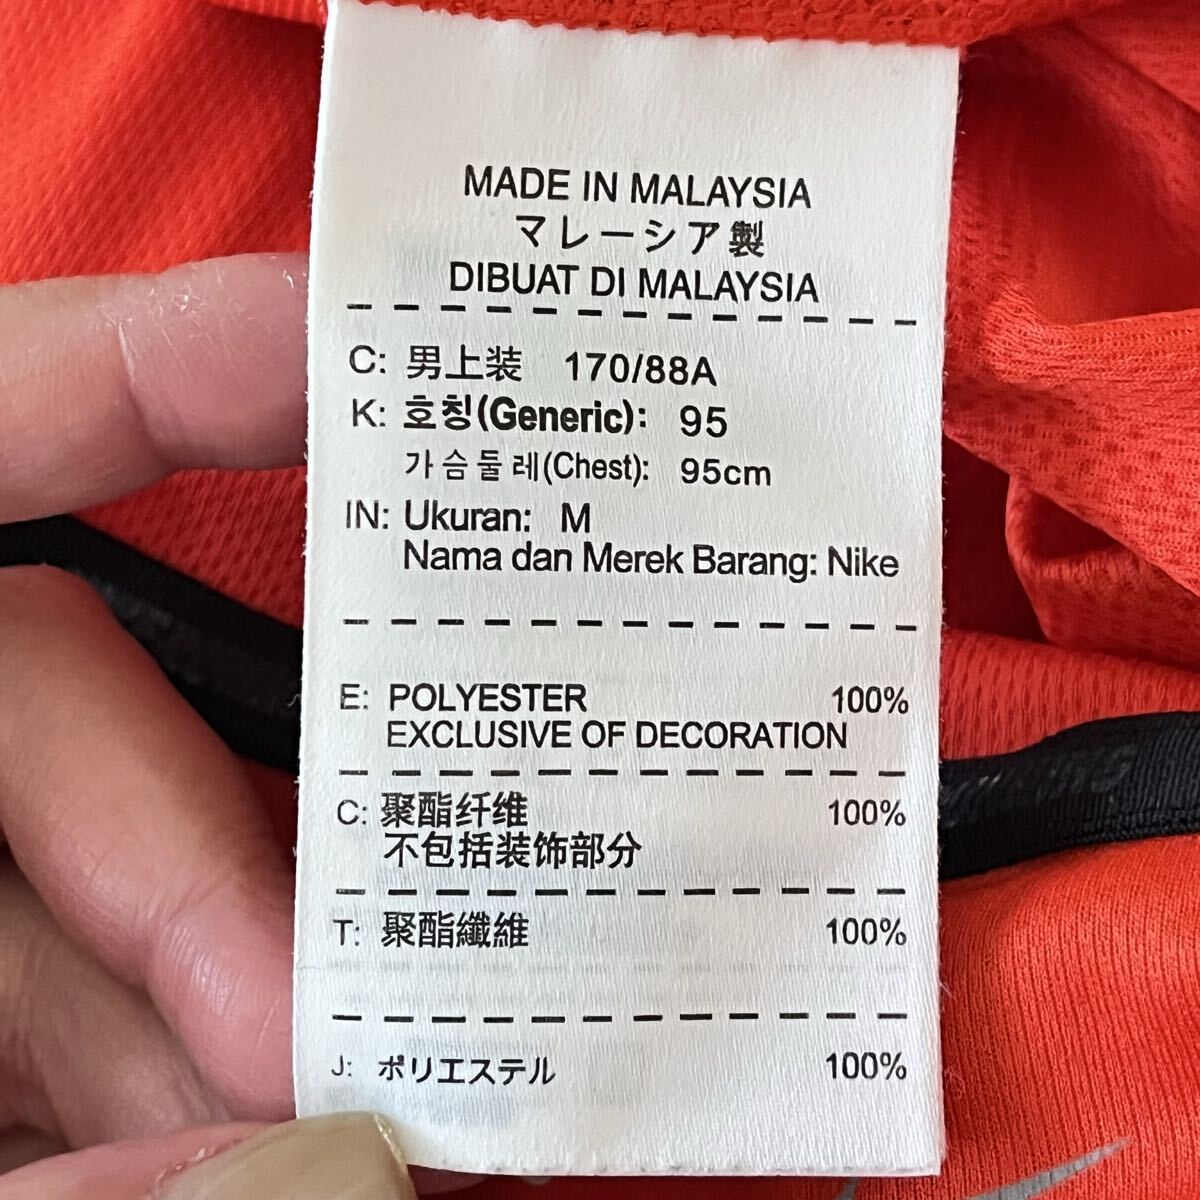 MADE IN MALAYSIA
マレーシア製
DIBUAT DI MALAYSIA
C: 男上装 170/88A
K: 호칭(Generic): 95
가슴둘레(Chest): 95cm
IN: Ukuran: M
Nama dan Merek Barang: Nike
E: POLYESTER 100%
EXCLUSIVE OF DECORATION
C: 聚酯纤维 100%
不包括装饰部分
T: 聚酯纖維 100%
J: ポリエステル 100%